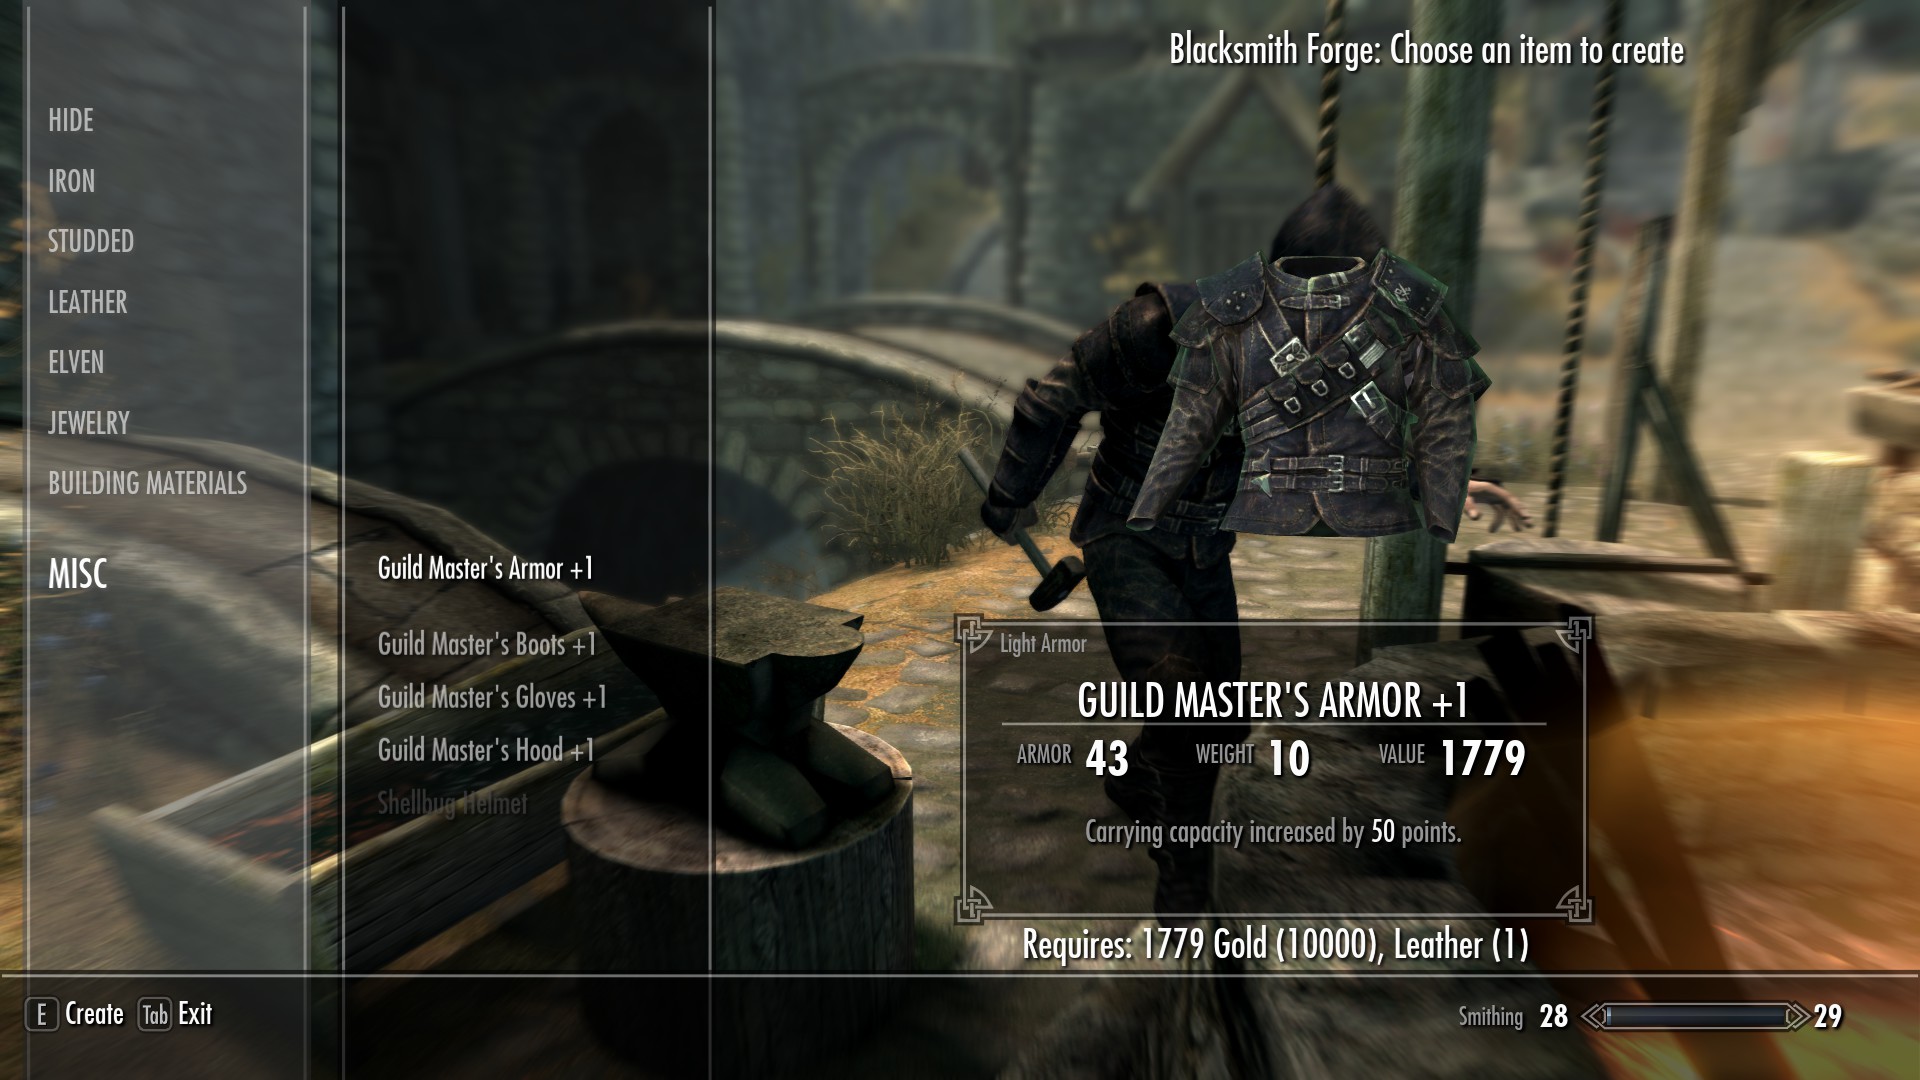 Blacksmith Forge: Choose an item to create
HIDE
IRON
STUDDED
LEATHER
ELVEN
JEWELRY
BUILDING MATERIALS
MISC
Guild Master's Armor +1
Guild Master's Boots +1
Guild Master's Gloves +1
Guild Master's Hood +1
Shellbug Helmet
Light Armor
GUILD MASTER'S ARMOR +1
ARMOR 43 WEIGHT 10 VALUE 1779
Carrying capacity increased by 50 points.
Requires: 1779 Gold (10000), Leather (1)
E Create Tab Exit
Smithing 28 29